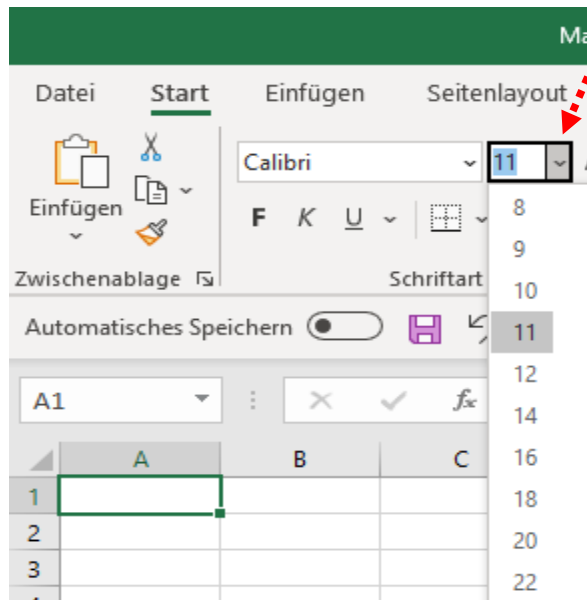 Ma
Datei Start Einfügen Seitenlayout
Calibri 11
Einfügen
F K U
8
9
Zwischenablage Schriftart
10
Automatisches Speichern
11
12
A1 fx
14
A B C
16
1
18
2
20
3
22